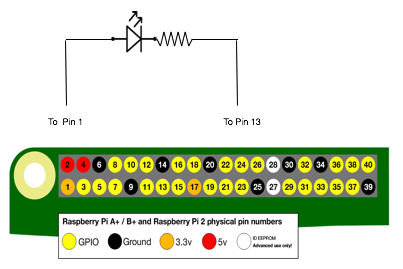 To Pin 1
To Pin 13
2 4 6 8 10 12 14 16 18 20 22 24 26 28 30 32 34 36 38 40
1 3 5 7 9 11 13 15 17 19 21 23 25 27 29 31 33 35 37 39
Raspberry Pi A+ / B+ and Raspberry Pi 2 physical pin numbers
GPIO Ground 3.3v 5v ID EEPROM
Advanced use only!